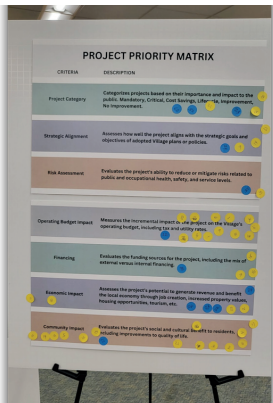 PROJECT PRIORITY MATRIX
CRITERIA DESCRIPTION
Project Category
Categorizes projects based on their importance and impact to the
public. Mandatory, Critical, Cost Savings, Lifecycle, Improvement,
No Improvement.
Strategic Alignment
Assesses how well the project aligns with the strategic goals and
objectives of adopted Village plans or policies.
Risk Assessment
Evaluates the project's ability to reduce or mitigate risks related to
public and occupational health, safety, and service levels.
Operating Budget Impact
Measures the incremental impact of the project on the Village's
operating budget, including tax and utility rates.
Financing
Evaluates the funding sources for the project, including the mix of
external versus internal financing
Economic Impact
Assesses the project's potential to generate revenue and benefit
the local economy through job creation, increased property values,
housing opportunities, tourism, etc.
Community Impact
Evaluates the project's social and cultural benefit to residents,
including improvements to quality of life.